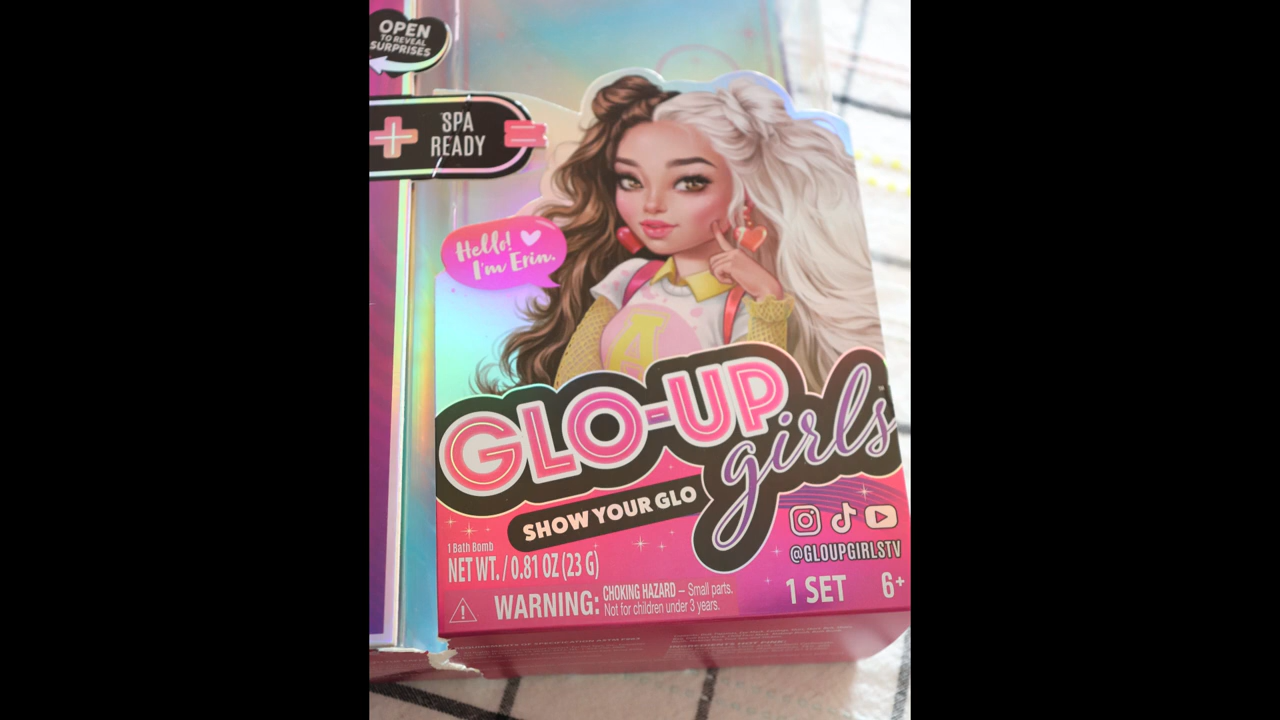 OPEN
TO REVEAL
SURPRISES
+ SPA
READY =
Hello!
I'm Erin.
A
GLO-UP
girls
SHOW YOUR GLO
@GLOUPGIRLSTV
1 Bath Bomb
NET WT. / 0.81 OZ (23 G)
WARNING: CHOKING HAZARD – Small parts.
Not for children under 3 years.
1 SET 6+